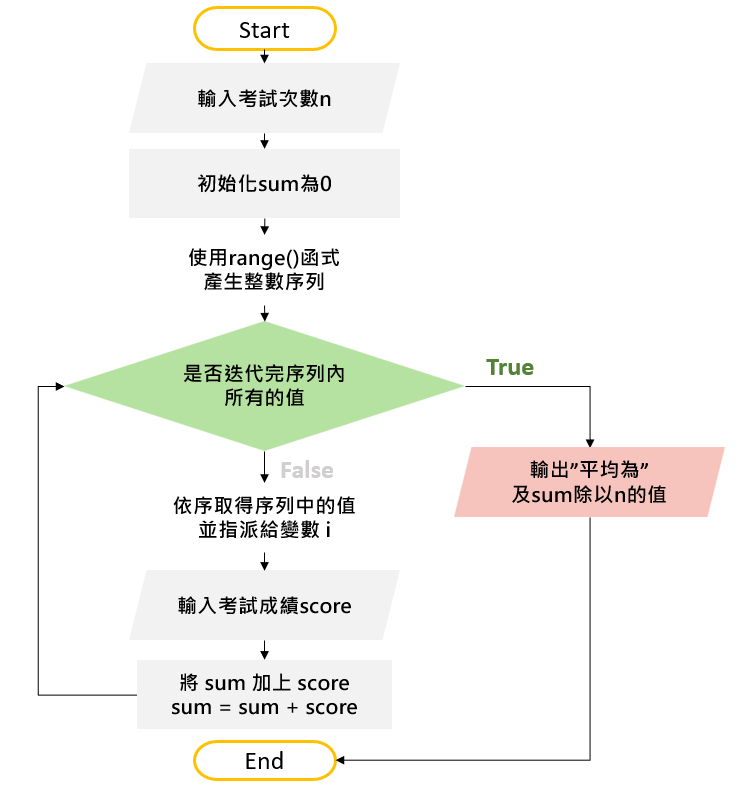 Start
輸入考試次數n
初始化sum為0
使用range()函式
產生整數序列
是否迭代完序列內
所有的值
True
False
輸出”平均為”
及sum除以n的值
依序取得序列中的值
並指派給變數 i
輸入考試成績score
將 sum 加上 score
sum = sum + score
End